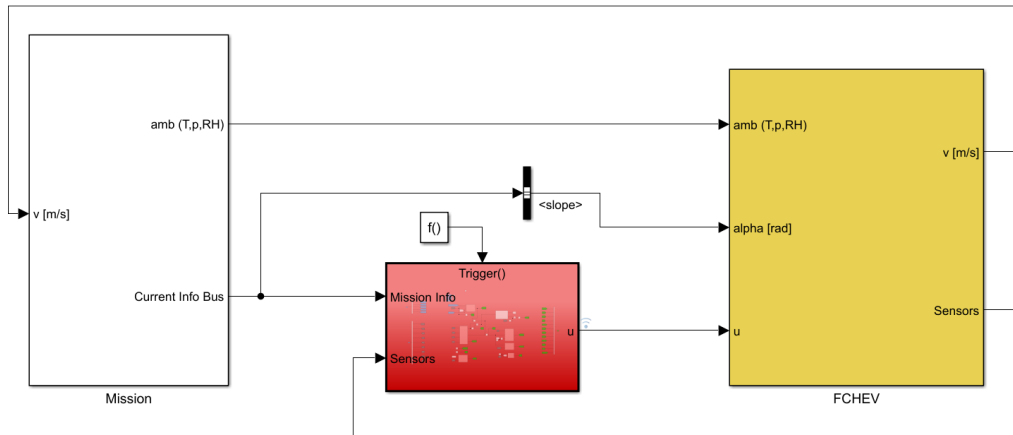 amb (T,p,RH)
amb (T,p,RH)
v [m/s]
<slope>
v [m/s]
f()
alpha [rad]
Trigger()
Current Info Bus
Mission Info
Sensors
u
u
Sensors
Mission
FCHEV